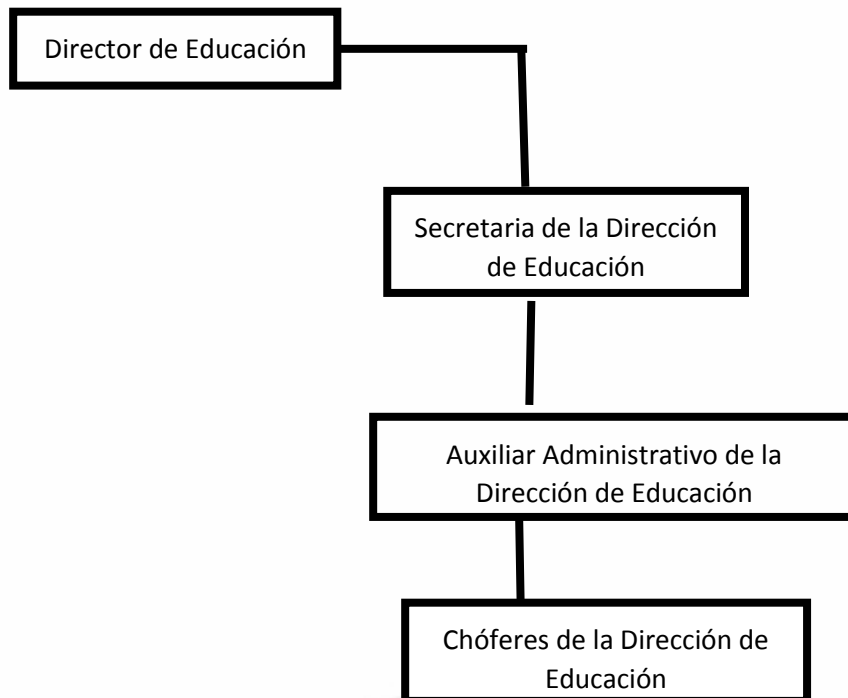 Director de Educación
Secretaria de la Dirección
de Educación
Auxiliar Administrativo de la
Dirección de Educación
Chóferes de la Dirección de
Educación